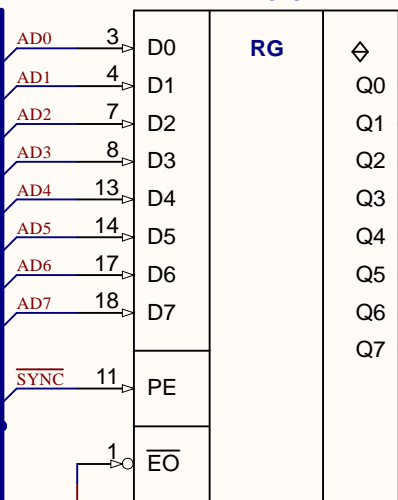 AD0 3 D0 RG
AD1 4 D1 Q0
AD2 7 D2 Q1
AD3 8 D3 Q2
AD4 13 D4 Q3
AD5 14 D5 Q4
AD6 17 D6 Q5
AD7 18 D7 Q6
Q7
SYNC 11 PE
1 EO